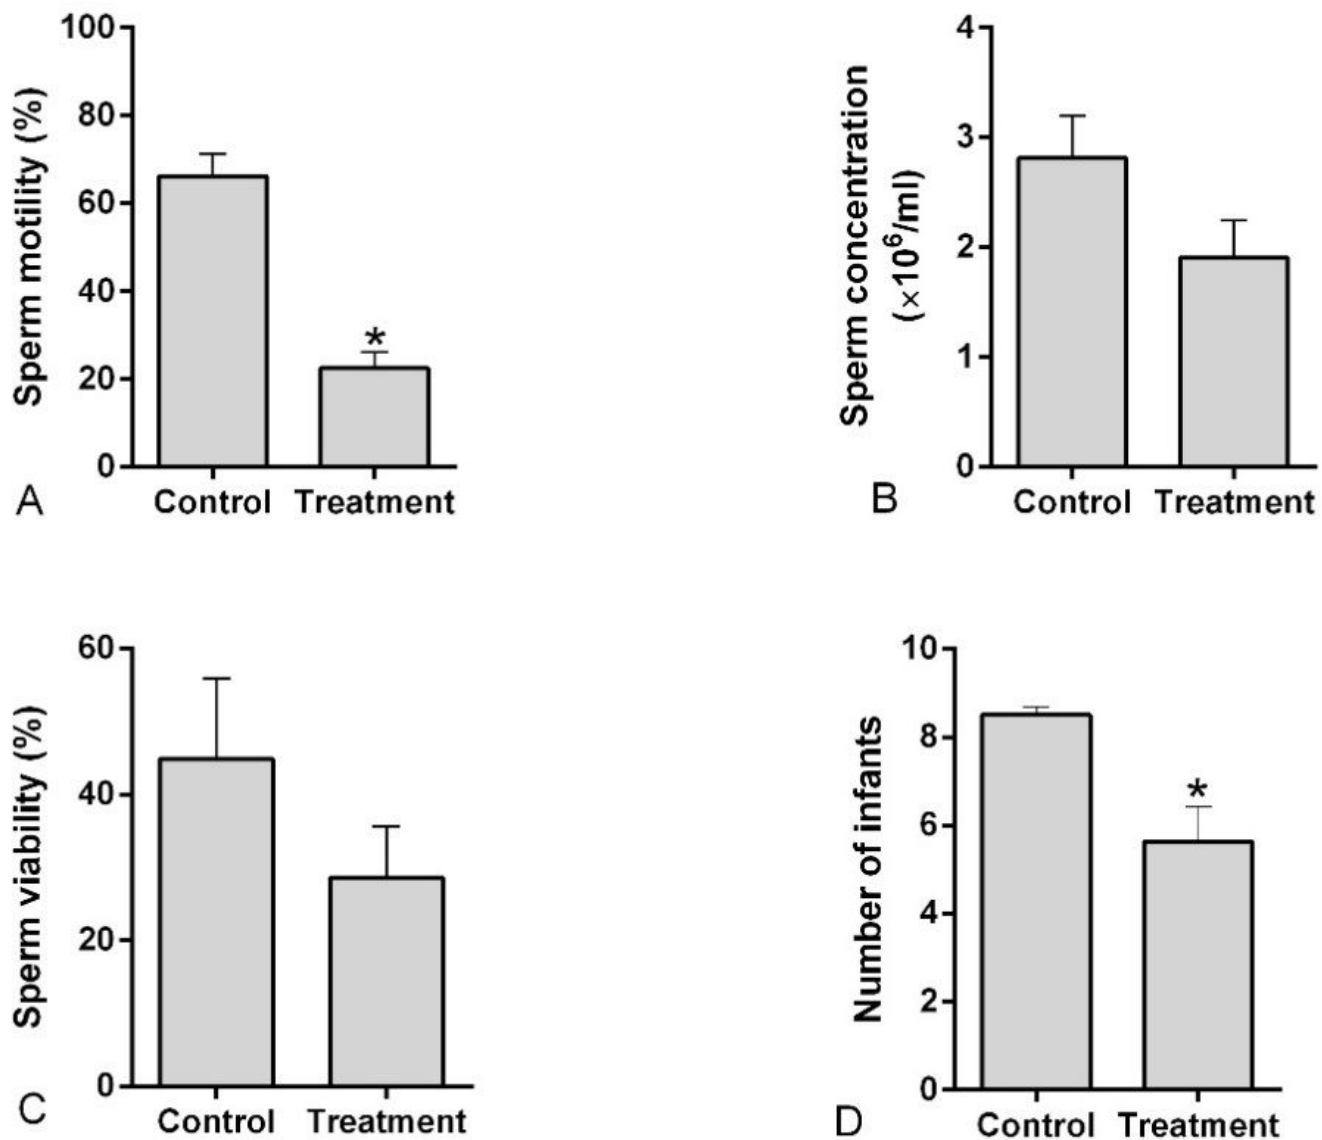 100
80
60
40
20
0
Sperm motility (%)
*
Control Treatment
A
4
3
2
1
0
Sperm concentration
(×10⁶/ml)
Control Treatment
B
60
40
20
0
Sperm viability (%)
Control Treatment
C
10
8
6
4
2
0
Number of infants
*
Control Treatment
D